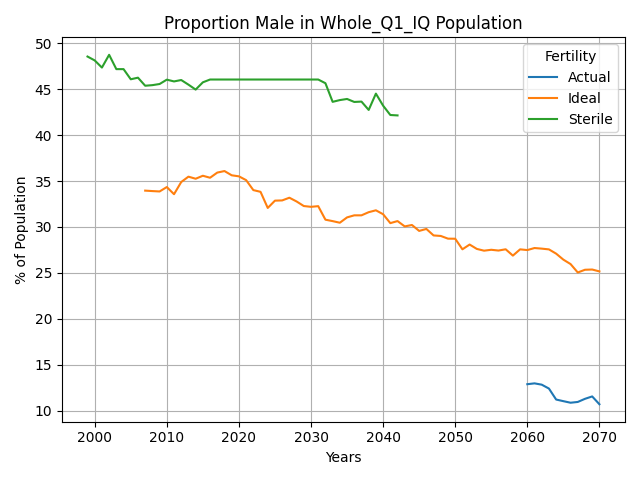 Proportion Male in Whole_Q1_IQ Population
% of Population
50
45
40
35
30
25
20
15
10
Fertility
Actual
Ideal
Sterile
2000 2010 2020 2030 2040 2050 2060 2070
Years